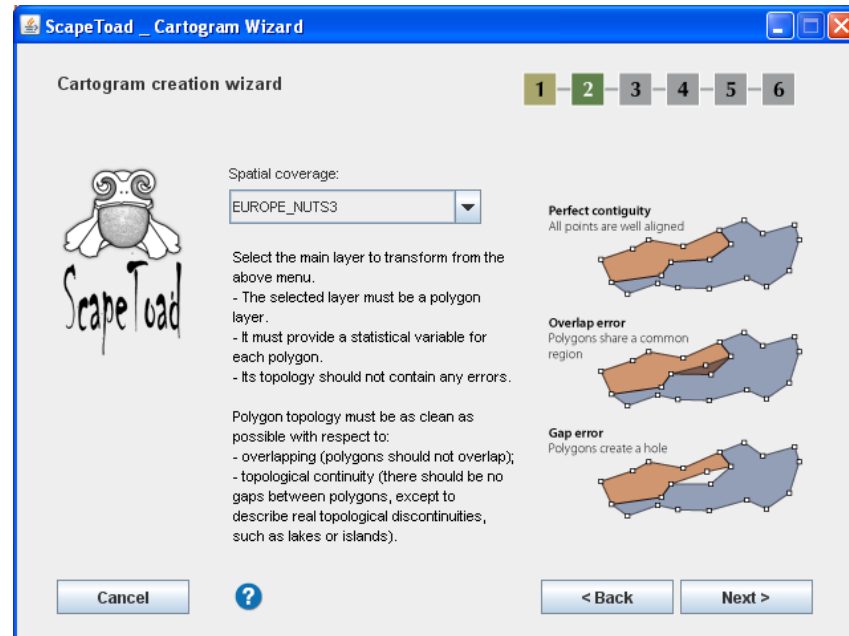 ScapeToad _ Cartogram Wizard
Cartogram creation wizard
1 2 3 4 5 6
ScapeToad
Spatial coverage:
EUROPE_NUTS3
Select the main layer to transform from the
above menu.
- The selected layer must be a polygon
layer.
- It must provide a statistical variable for
each polygon.
- Its topology should not contain any errors.
Polygon topology must be as clean as
possible with respect to:
- overlapping (polygons should not overlap);
- topological continuity (there should be no
gaps between polygons, except to
describe real topological discontinuities,
such as lakes or islands).
Perfect contiguity
All points are well aligned
Overlap error
Polygons share a common
region
Gap error
Polygons create a hole
Cancel
?
< Back
Next >